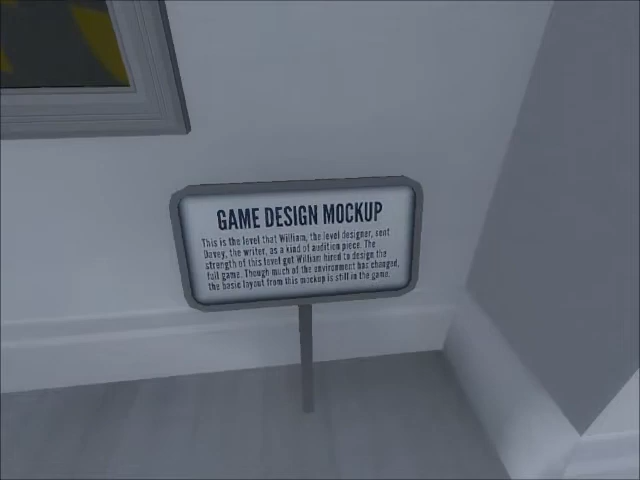 GAME DESIGN MOCKUP
This is the level that William, the level designer, sent
Davey, the writer, as a kind of audition piece. The
strength of this level got William hired to design the
full game. Though much of the environment has changed,
the basic layout from this mockup is still in the game.